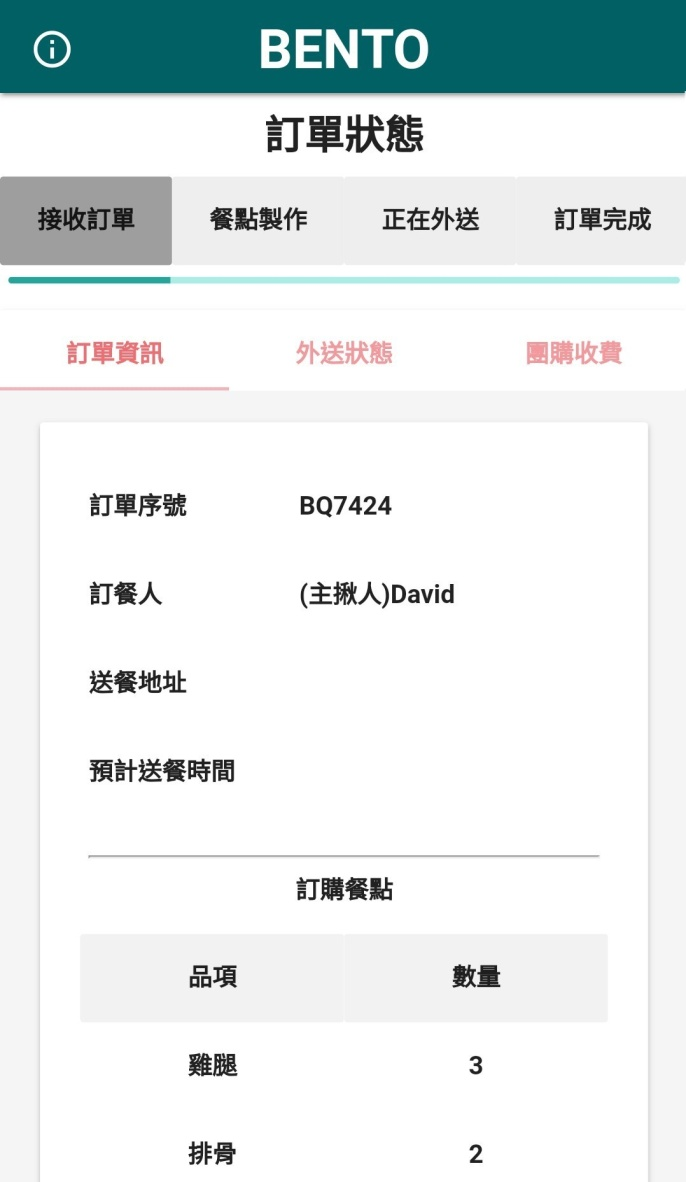 BENTO
訂單狀態
接收訂單 餐點製作 正在外送 訂單完成
訂單資訊 外送狀態 團購收費
訂單序號 BQ7424
訂餐人 (主揪人)David
送餐地址
預計送餐時間
訂購餐點
品項 數量
雞腿 3
排骨 2